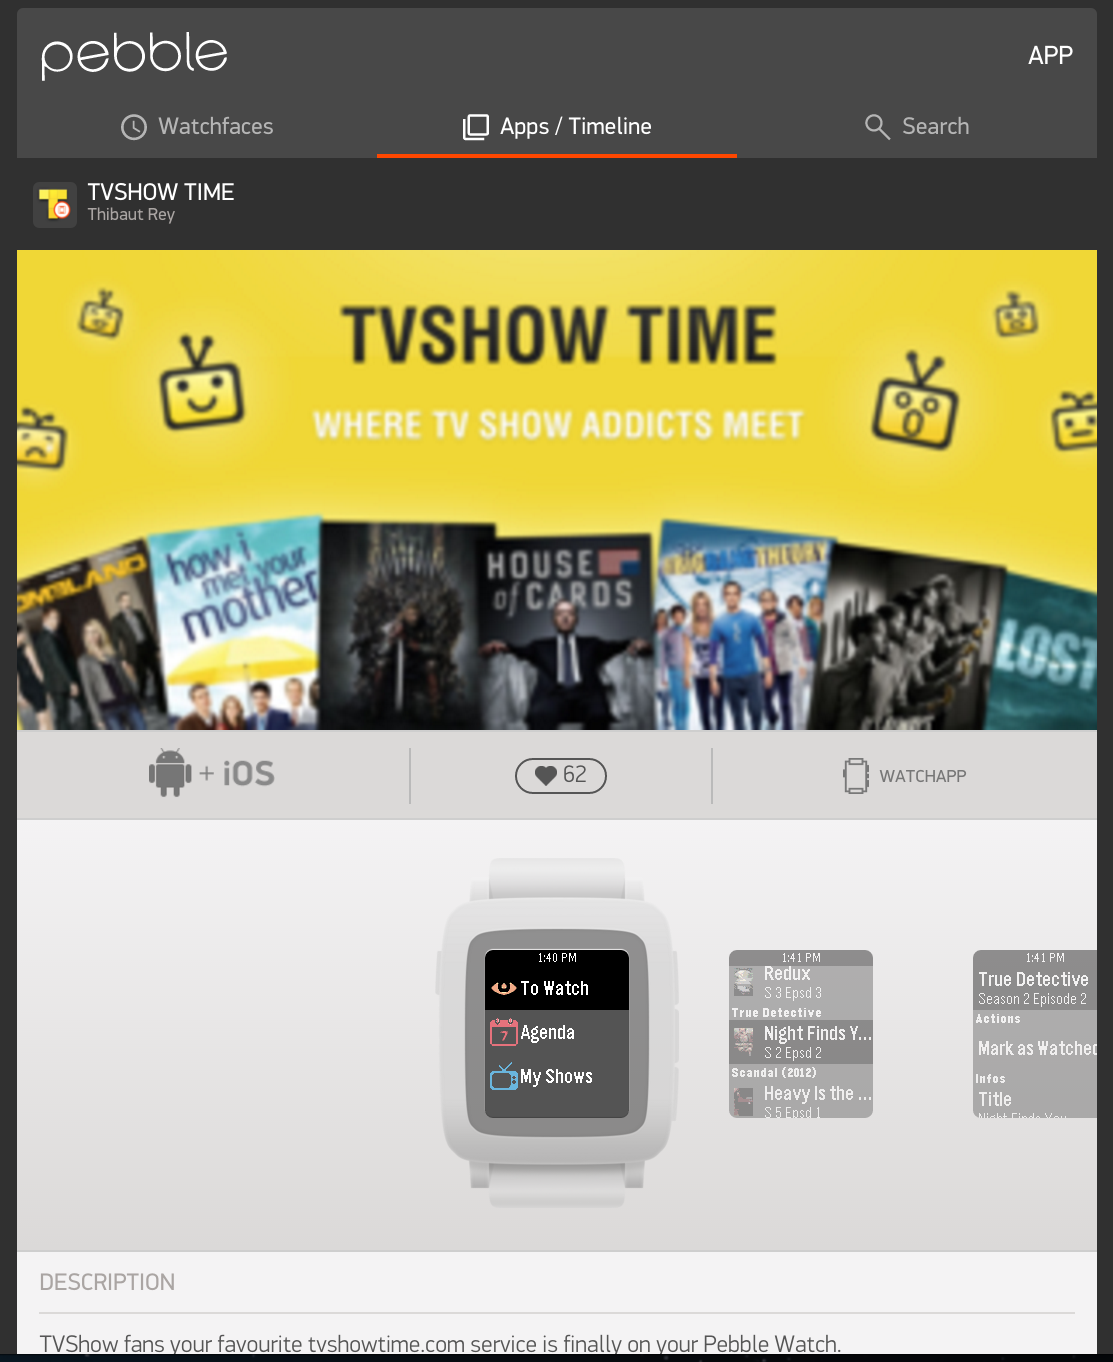 pebble
APP
Watchfaces
Apps / Timeline
Search
TVSHOW TIME
Thibaut Rey
TVSHOW TIME
WHERE TV SHOW ADDICTS MEET
how i
met your
mother
HOUSE
of CARDS
BIG BANG THEORY
LOST
+ iOS
62
WATCHAPP
1:40 PM
To Watch
7
Agenda
My Shows
1:41 PM
Redux
S 3 Epsd 3
True Detective
Night Finds Y...
S 2 Epsd 2
Scandal (2012)
Heavy Is the ...
S 5 Epsd 1
1:41 PM
True Detective
Season 2 Episode 2
Actions
Mark as Watched
Infos
Title
Night Finds You
DESCRIPTION
TVShow fans your favourite tvshowtime.com service is finally on your Pebble Watch.